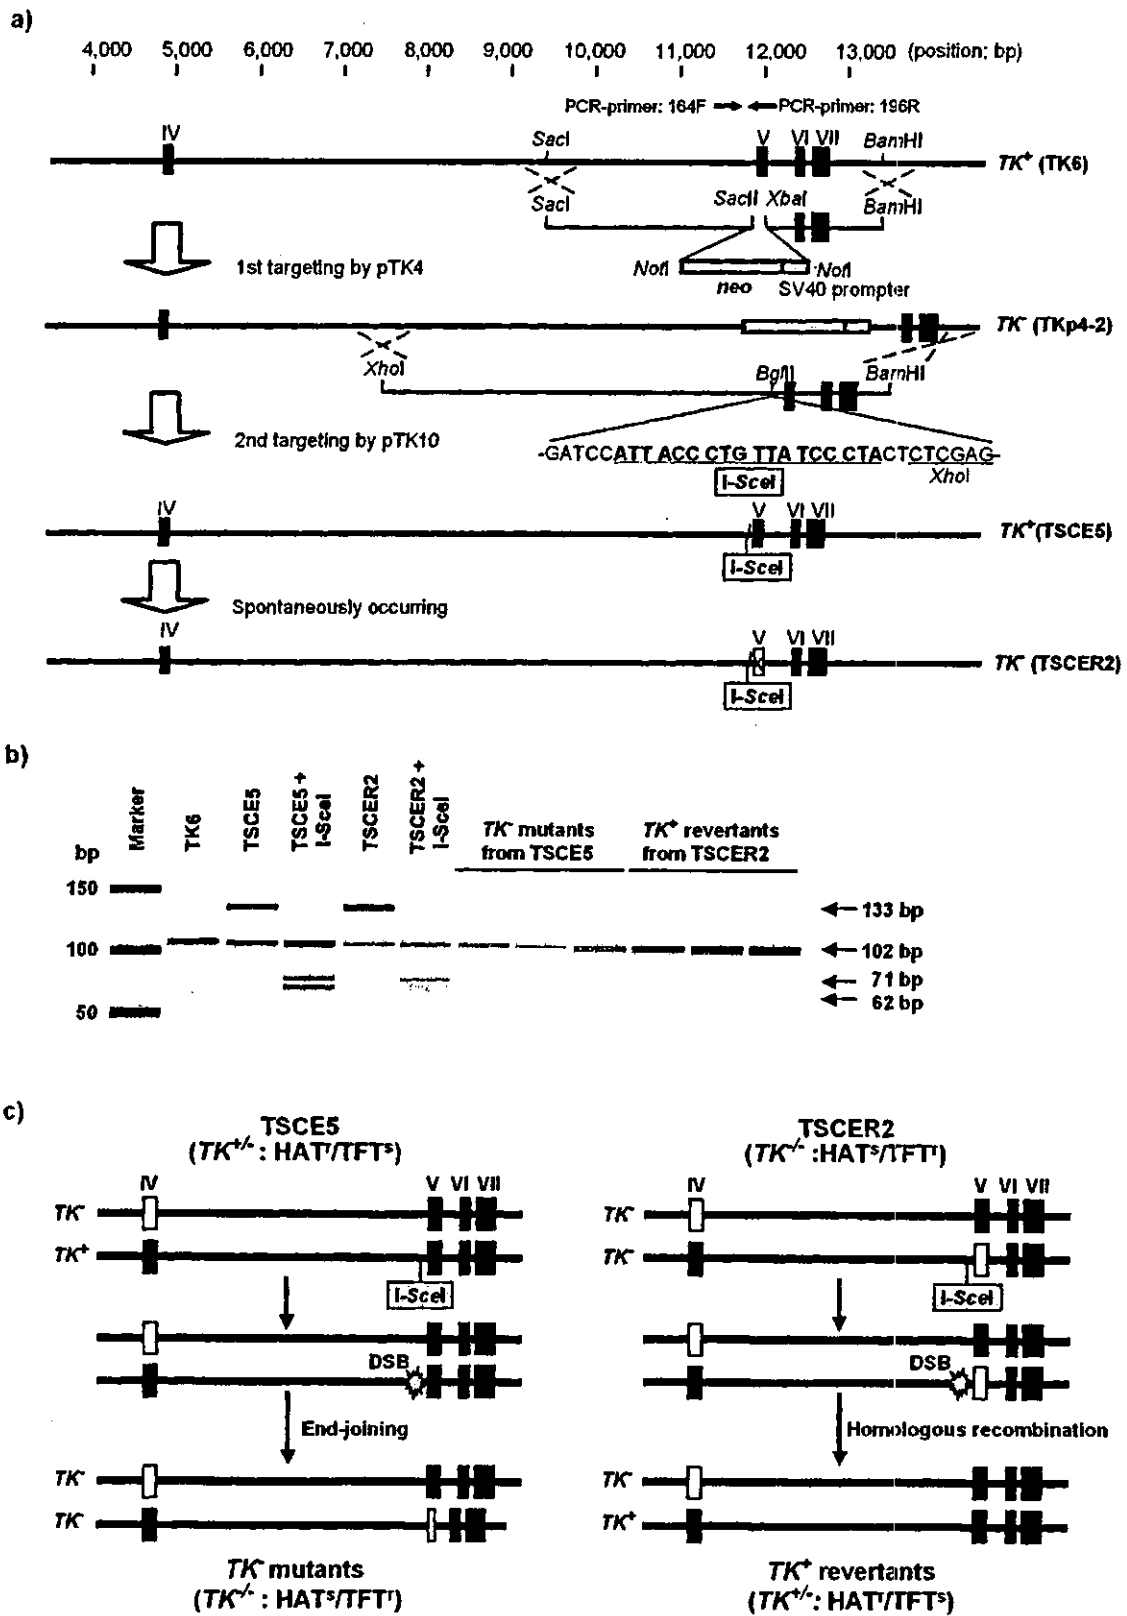 a)
4,000 5,000 6,000 7,000 8,000 9,000 10,000 11,000 12,000 13,000 (position; bp)
PCR-primer: 164F PCR-primer: 196R
IV SacI V VI VII BamHI
TK+ (TK6)
SacI SacII XbaI BamHI
1st targeting by pTK4
NotI NotI
neo SV40 prompter
TK- (TKp4-2)
XhoI BglII BamHI
2nd targeting by pTK10
-GATCCATT ACCC CTG TTA TCCC CTACTCTCGAG-
I-SceI XhoI
IV V VI VII
TK+(TSCE5)
I-SceI
Spontaneously occurring
IV V VI VII
TK- (TSCER2)
I-SceI
b)
bp Marker TK6 TSCE5 TSCE5 + I-SceI TSCER2 TSCER2 + I-SceI
TK- mutants from TSCE5
TK+ revertants from TSCER2
150
133 bp
100 102 bp
71 bp
62 bp
50
c)
TSCE5
(TK+/- : HATr/TFTs)
IV V VI VII
TK-
TK+
I-SceI
DSB
End-joining
TK-
TK-
TK- mutants
(TK-/- : HATs/TFTr)
TSCER2
(TK-/- :HATs/TFTr)
IV V VI VII
TK-
TK-
I-SceI
DSB
Homologous recombination
TK-
TK+
TK+ revertants
(TK+/- : HATr/TFTs)